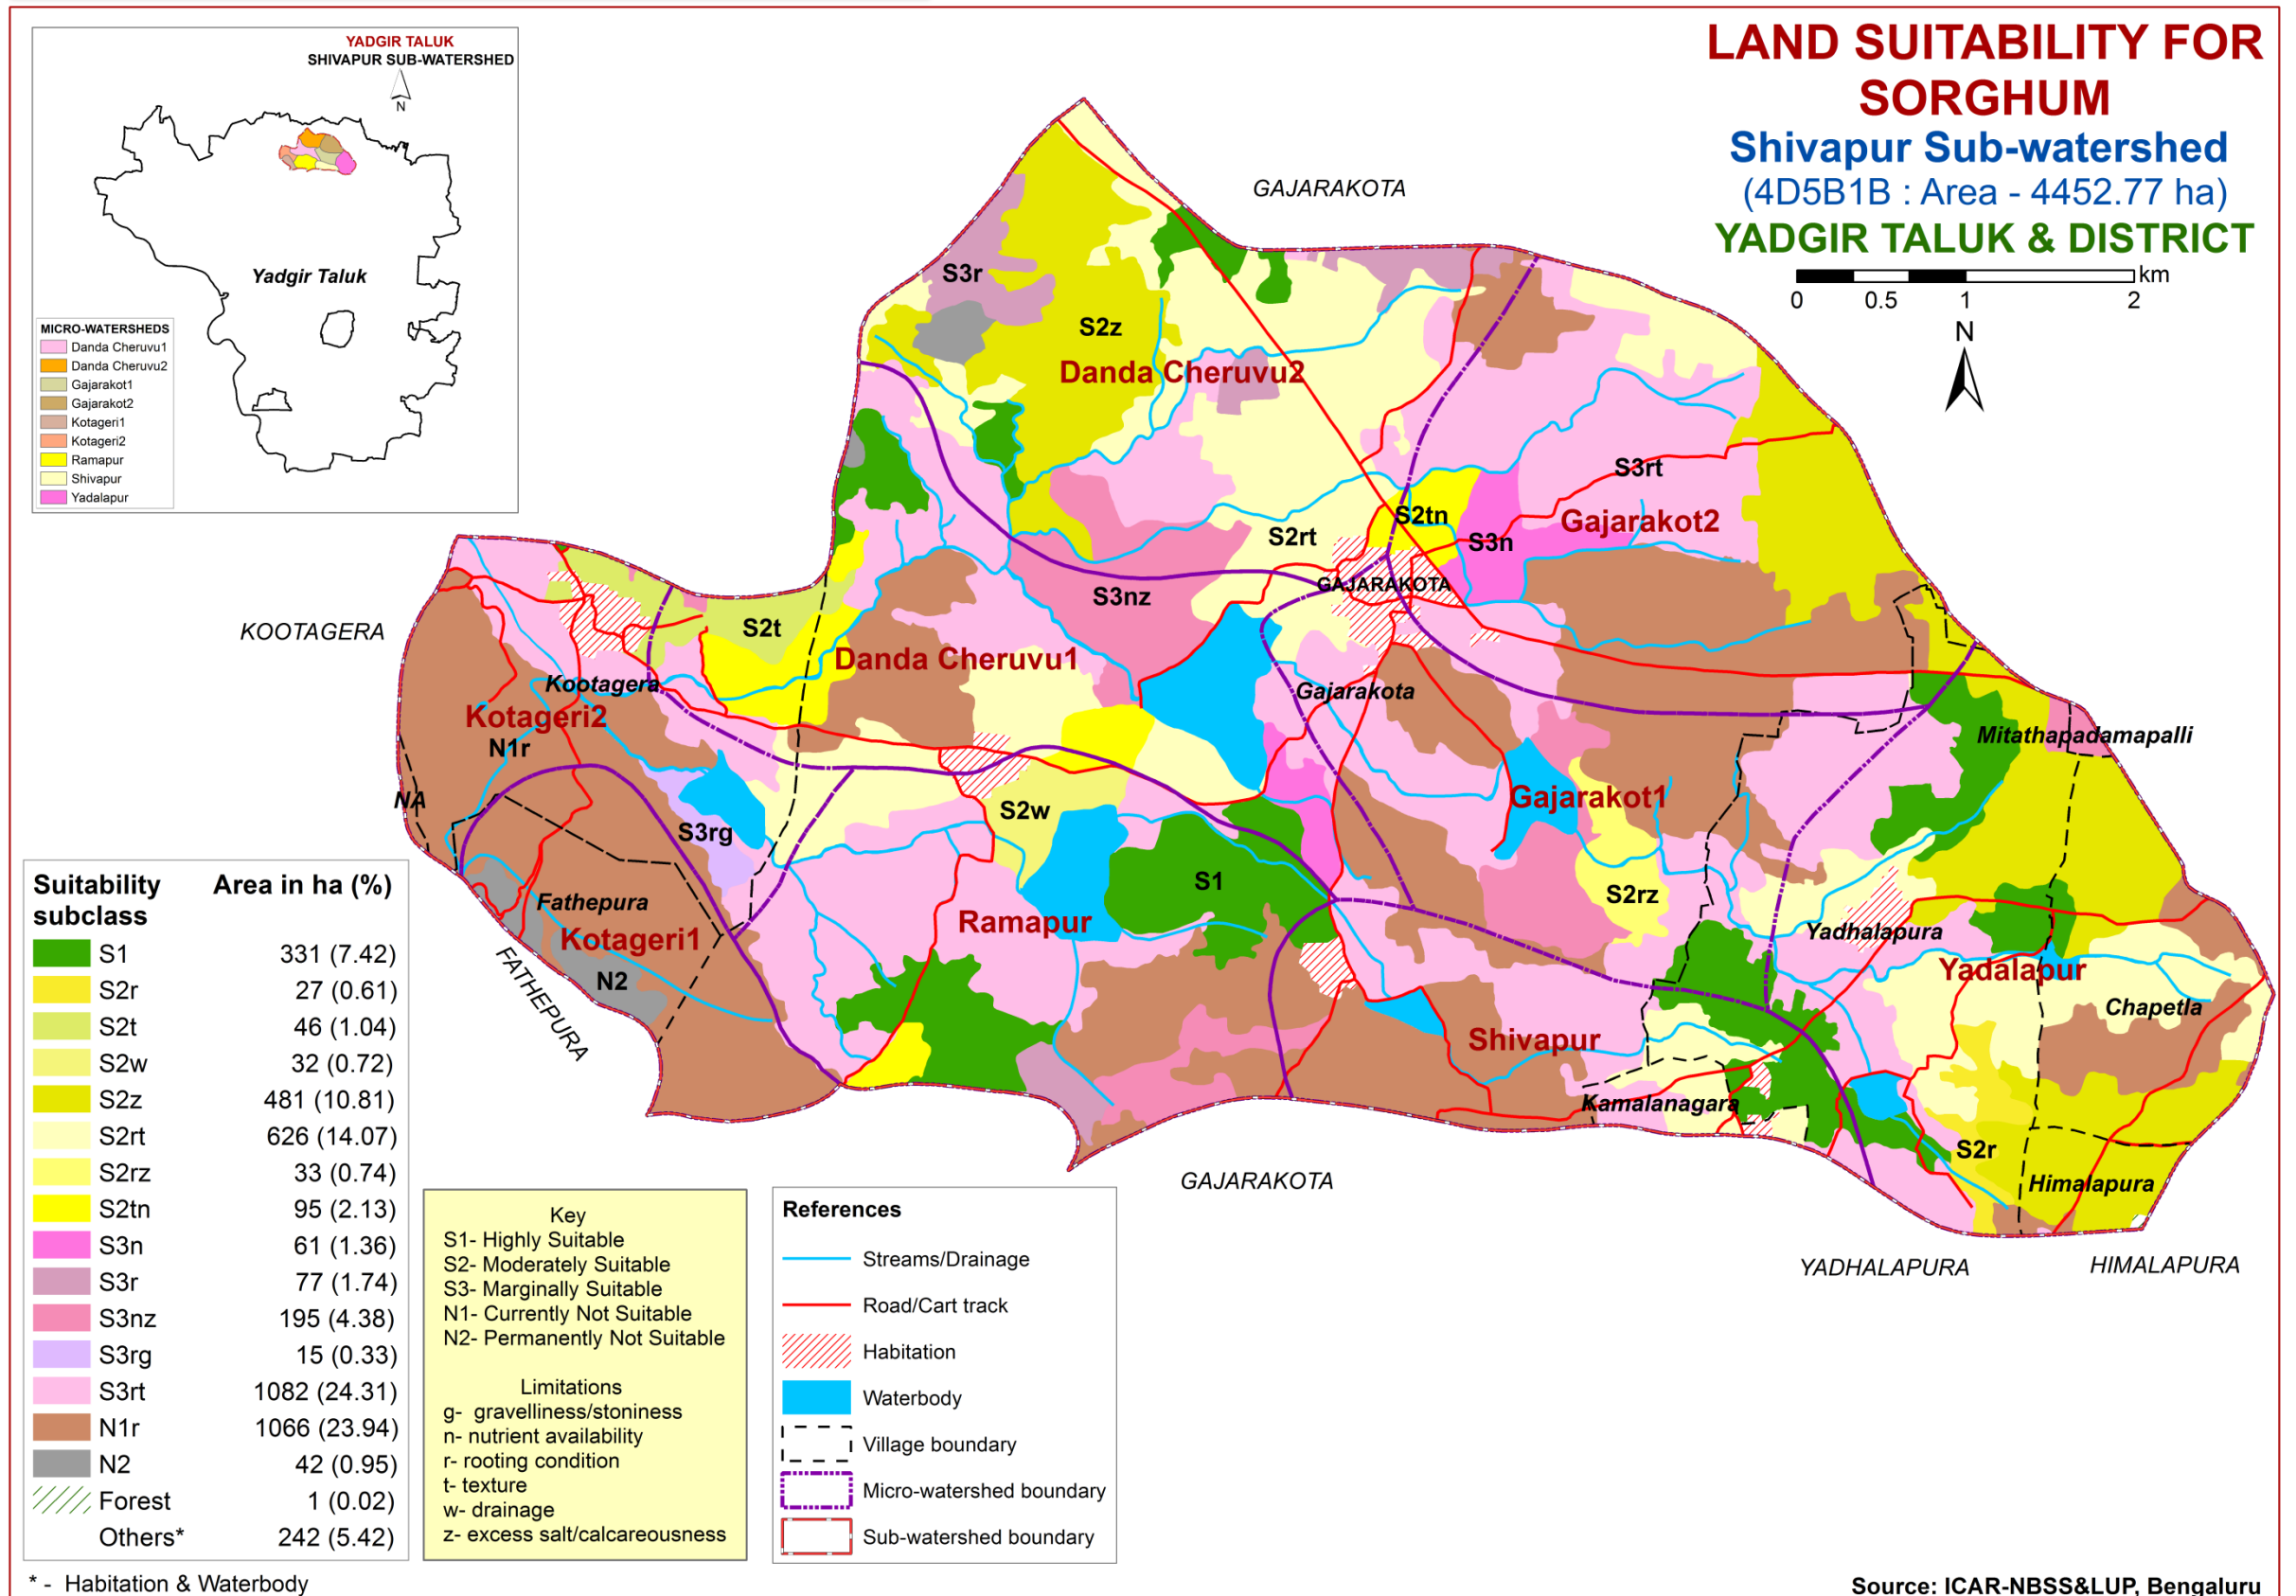 YADGIR TALUK
SHIVAPUR SUB-WATERSHED
N
Yadgir Taluk
MICRO-WATERSHEDS
Danda Cheruvu1
Danda Cheruvu2
Gajarakot1
Gajarakot2
Kotageri1
Kotageri2
Ramapur
Shivapur
Yadalapur
LAND SUITABILITY FOR
SORGHUM
Shivapur Sub-watershed
(4D5B1B : Area - 4452.77 ha)
YADGIR TALUK & DISTRICT
km
0 0.5 1 2
N
GAJARAKOTA
S3r
S2z
Danda Cheruvu2
S3rt
Gajarakot2
S2tn
S2rt
S3n
GAJARAKOTA
S3nz
KOOTAGERA
S2t
Danda Cheruvu1
Kootagera
Gajarakota
Kotageri2
N1r
Mitathapadamapalli
NA
S3rg
S2w
Gajarakot1
S1
S2rz
Fathepura
Ramapur
Kotageri1
Yadhalapura
Yadalapur
N2
FATHEPURA
Chapetla
Shivapur
Kamalanagara
S2r
Himalapura
GAJARAKOTA
YADHALAPURA
HIMALAPURA
Suitability subclass Area in ha (%)
S1 331 (7.42)
S2r 27 (0.61)
S2t 46 (1.04)
S2w 32 (0.72)
S2z 481 (10.81)
S2rt 626 (14.07)
S2rz 33 (0.74)
S2tn 95 (2.13)
S3n 61 (1.36)
S3r 77 (1.74)
S3nz 195 (4.38)
S3rg 15 (0.33)
S3rt 1082 (24.31)
N1r 1066 (23.94)
N2 42 (0.95)
Forest 1 (0.02)
Others* 242 (5.42)
* - Habitation & Waterbody
Key
S1- Highly Suitable
S2- Moderately Suitable
S3- Marginally Suitable
N1- Currently Not Suitable
N2- Permanently Not Suitable
Limitations
g- gravelliness/stoniness
n- nutrient availability
r- rooting condition
t- texture
w- drainage
z- excess salt/calcareousness
References
Streams/Drainage
Road/Cart track
Habitation
Waterbody
Village boundary
Micro-watershed boundary
Sub-watershed boundary
Source: ICAR-NBSS&LUP, Bengaluru